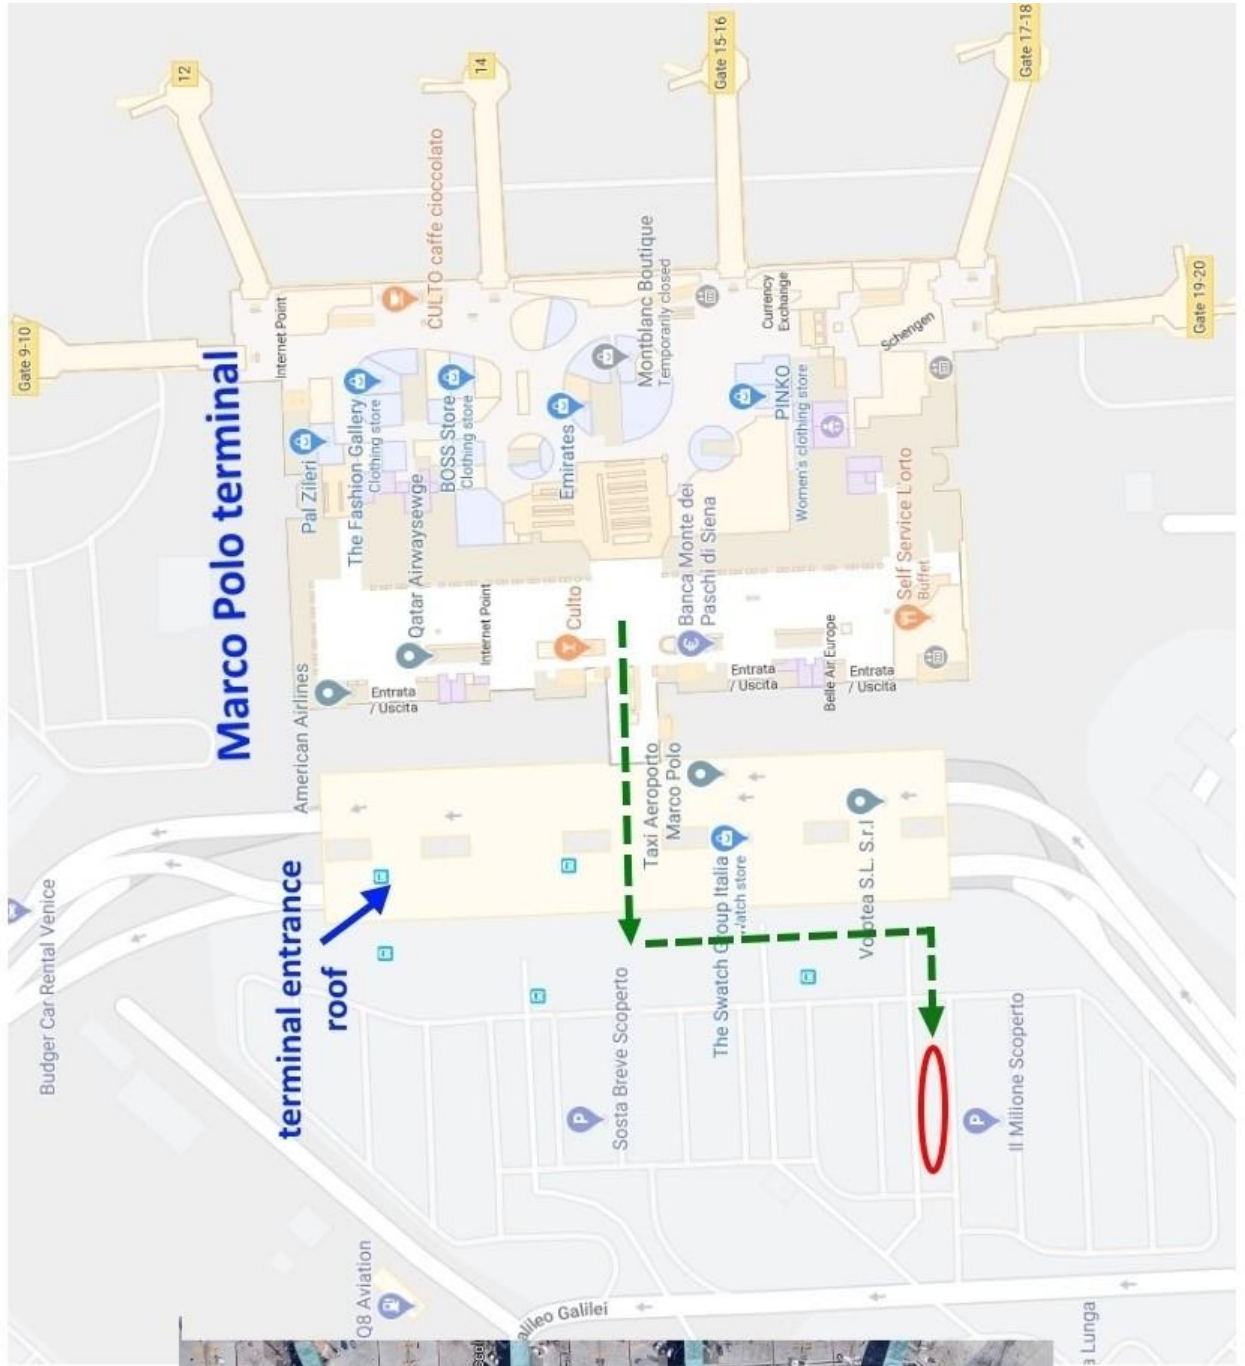 Gate 9-10
12
14
Gate 15-16
Gate 17-18
Gate 19-20
Marco Polo terminal
Internet Point
CULTO caffe cioccolato
Montblanc Boutique
Temporarily closed
Currency
Exchange
Schengen
Pal Zileri
The Fashion Gallery
Clothing store
BOSS Store
Clothing store
Emirates
PINKO
Women's clothing store
Qatar Airwaysewge
Internet Point
Culto
Banca Monte dei
Paschi di Siena
Self Service L'orto
Buffet
American Airlines
Entrata
/ Uscita
Entrata
/ Uscita
Belle Air Europe
Entrata
/ Uscita
Taxi Aeroporto
Marco Polo
The Swatch Group Italia
Watch store
Volotea S.L. S.r.l
Budger Car Rental Venice
terminal entrance
roof
Sosta Breve Scoperto
P
Il Milione Scoperto
P
Q8 Aviation
alileo Galilei
a Lunga